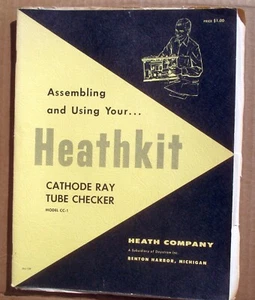 PRICE $1.00
Assembling
and Using Your...
Heathkit
CATHODE RAY
TUBE CHECKER
MODEL CC-1
HEATH COMPANY
A Subsidiary of Daystrom Inc.
BENTON HARBOR, MICHIGAN